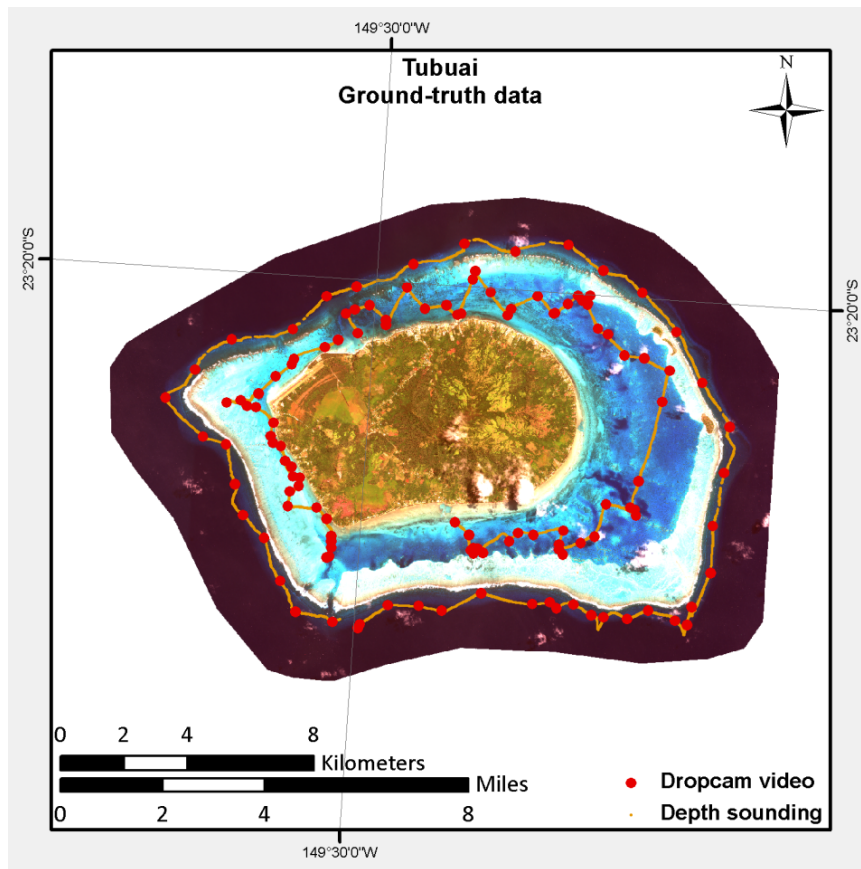 149°30'0"W
Tubuai
Ground-truth data
N
23°20'0"S
23°20'0"S
0 2 4 8
Kilometers
Miles
0 2 4 8
Dropcam video
Depth sounding
149°30'0"W